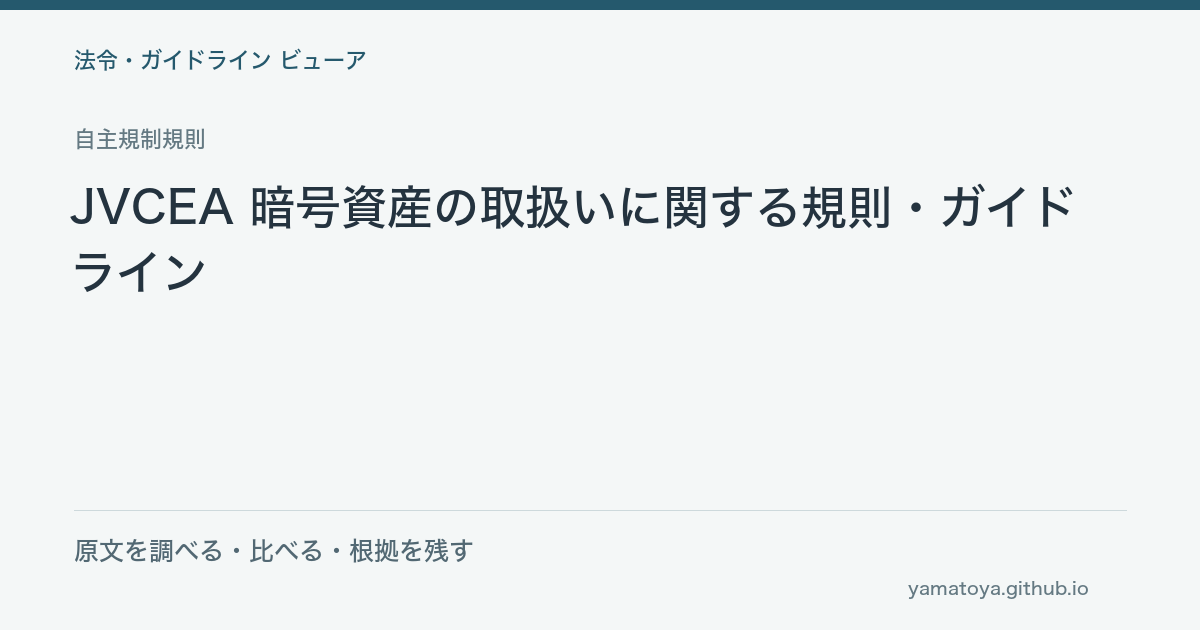 法令・ガイドライン ビューア
自主規制規則
JVCEA 暗号資産の取扱いに関する規則・ガイド
ライン
原文を調べる・比べる・根拠を残す
yamatoya.github.io